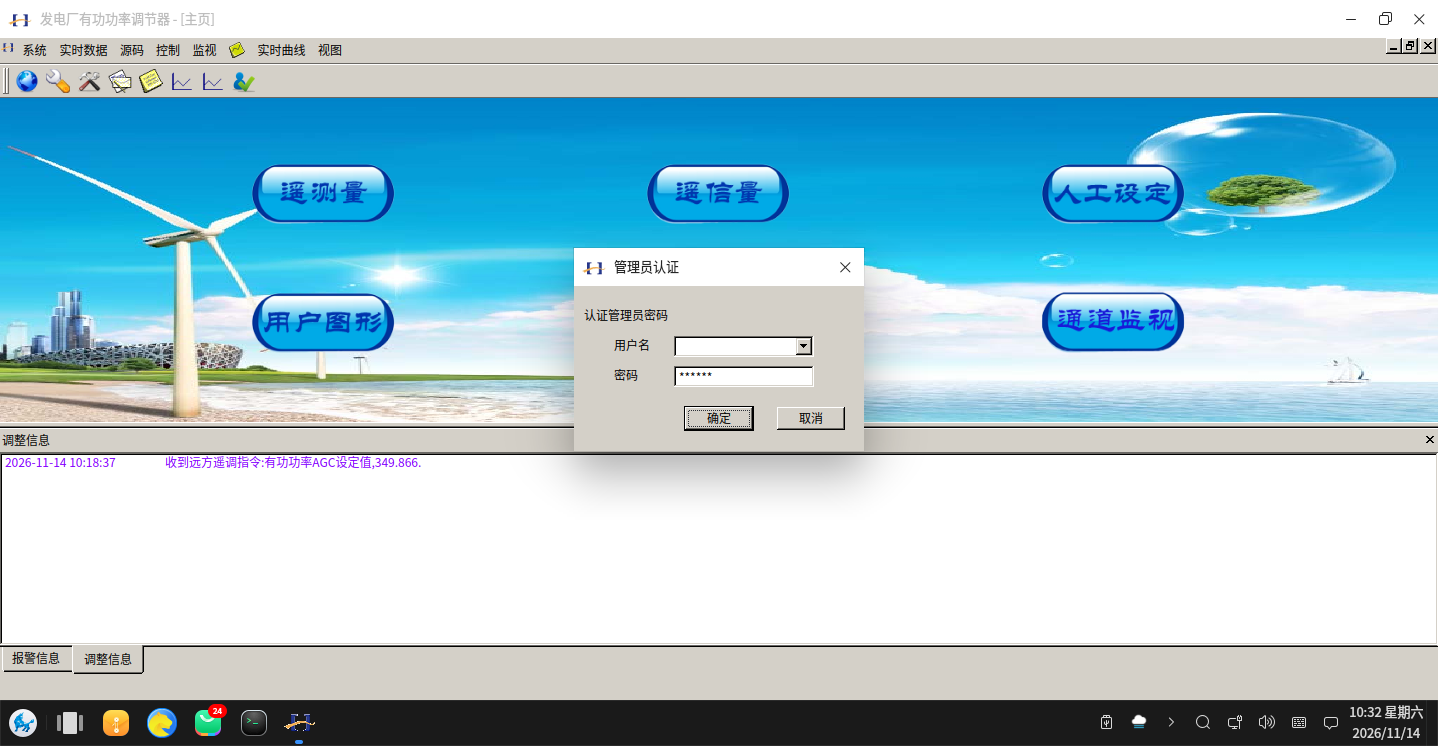 发电厂有功功率调节器 - [主页]
系统 实时数据 源码 控制 监视 实时曲线 视图
遥测量 遥信量 人工设定
用户图形 通道监视
管理员认证
认证管理员密码
用户名
密码 ******
确定 取消
调整信息
2026-11-14 10:18:37 收到远方遥调指令:有功功率AGC设定值,349.866.
报警信息 调整信息
24
10:32 星期六
2026/11/14